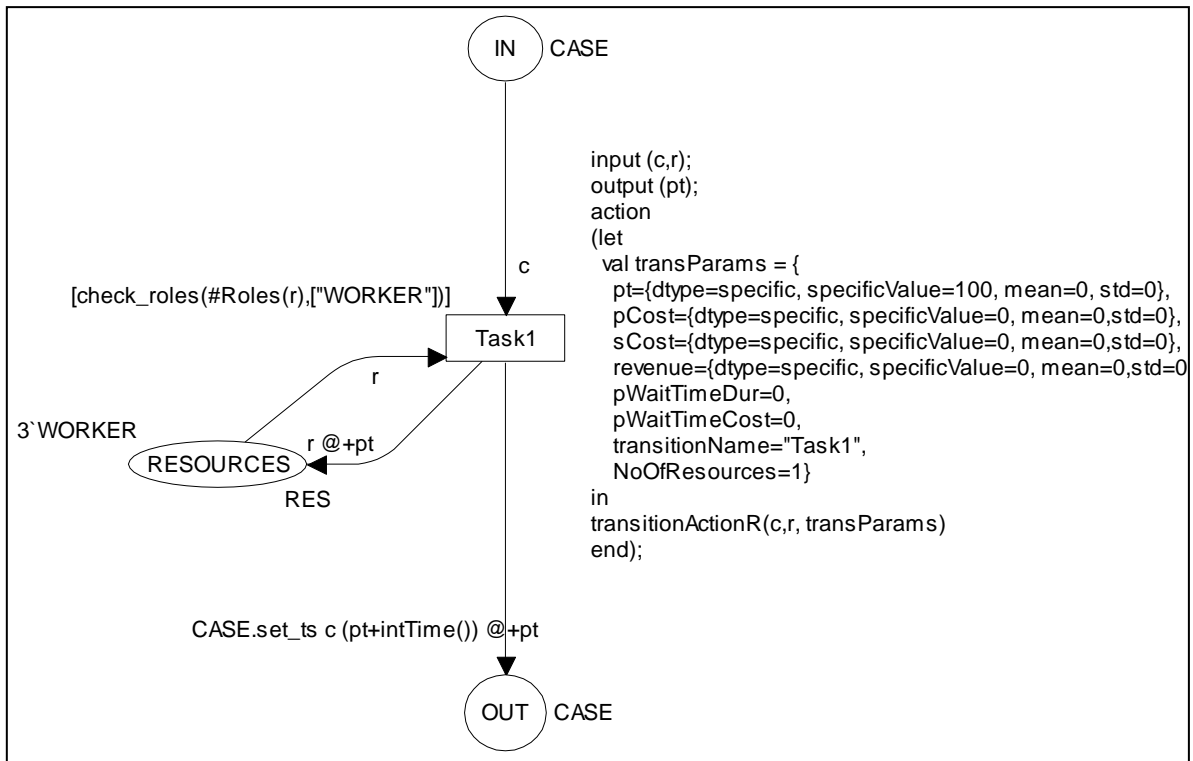 IN CASE
input (c,r);
output (pt);
action
(let
val transParams = {
c
pt={dtype=specific, specificValue=100, mean=0, std=0},
[check_roles(#Roles(r),["WORKER"])]
pCost={dtype=specific, specificValue=0, mean=0,std=0},
Task1
sCost={dtype=specific, specificValue=0, mean=0,std=0},
revenue={dtype=specific, specificValue=0, mean=0,std=0
r
pWaitTimeDur=0,
pWaitTimeCost=0,
3`WORKER
transitionName="Task1",
r @+pt
RESOURCES
NoOfResources=1}
RES
in
transitionActionR(c,r, transParams)
end);
CASE.set_ts c (pt+intTime()) @+pt
OUT CASE